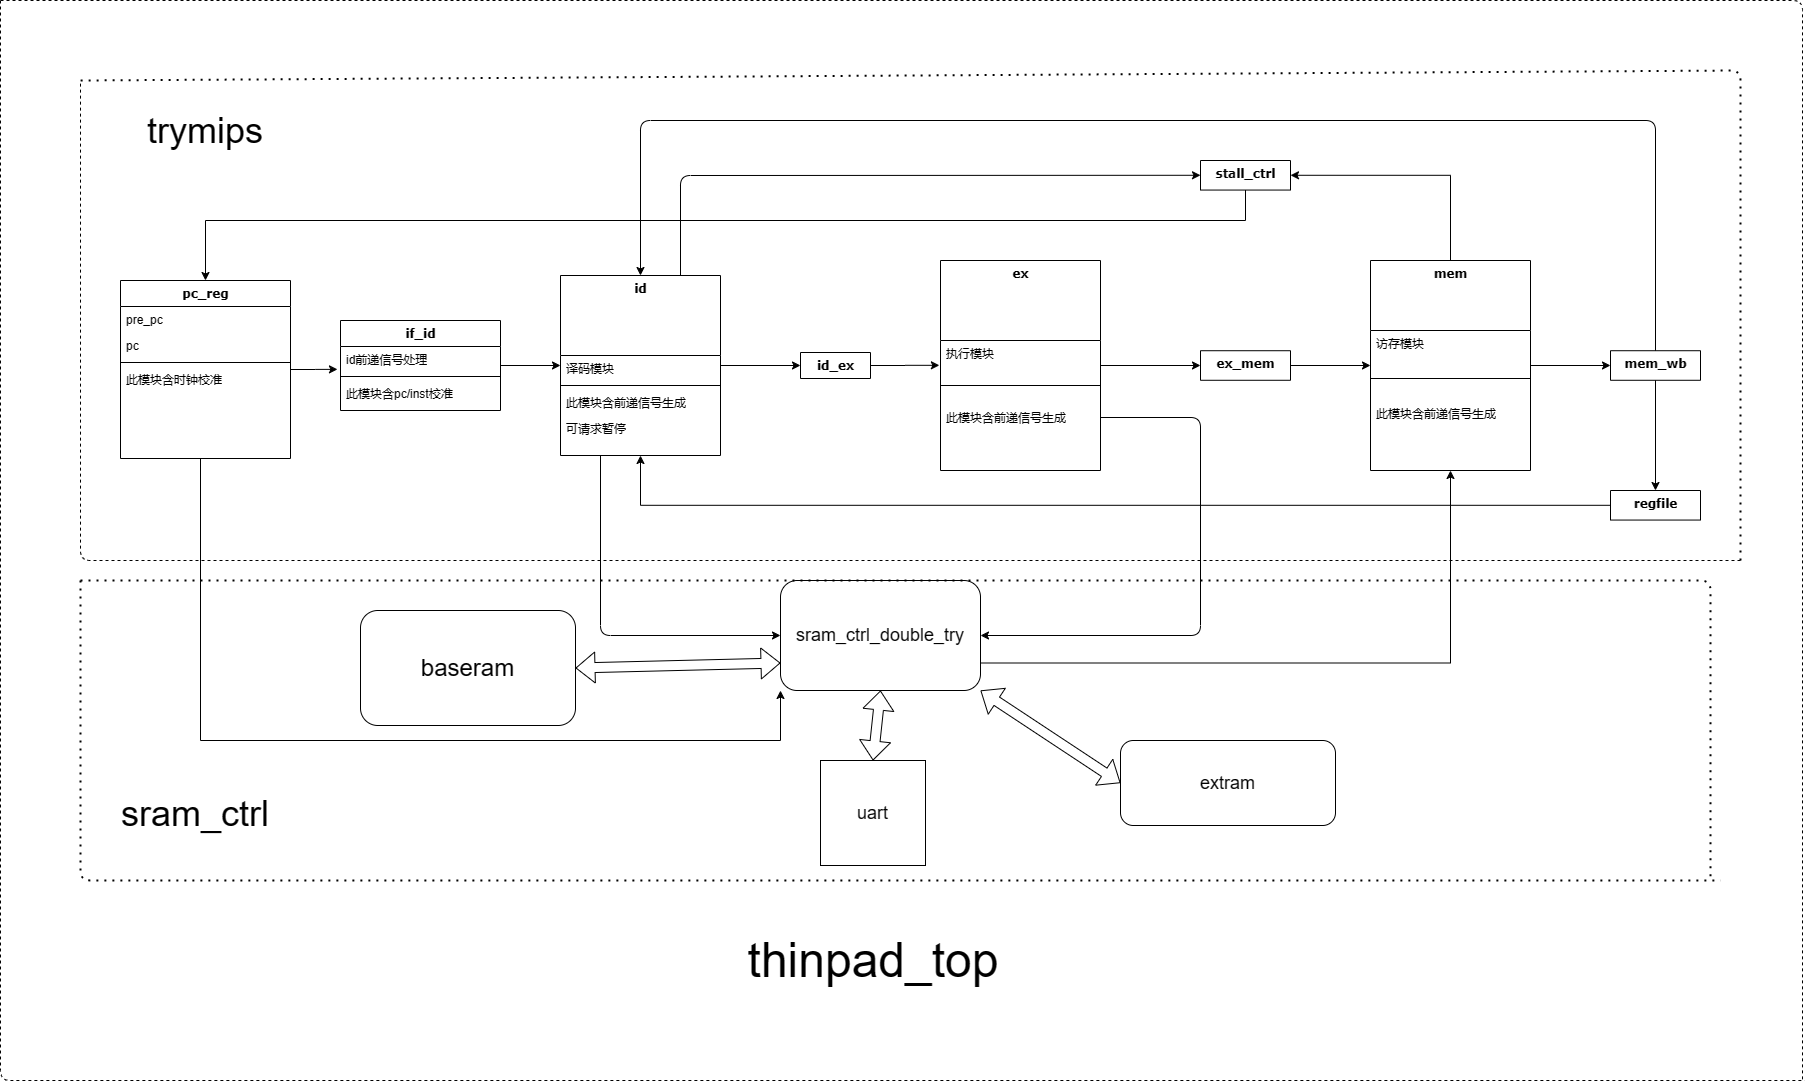 trymips
stall_ctrl
pc_reg
pre_pc
pc
此模块含时钟校准
if_id
id前递信号处理
此模块含pc/inst校准
id
译码模块
此模块含前递信号生成
可请求暂停
id_ex
ex
执行模块
此模块含前递信号生成
ex_mem
mem
访存模块
此模块含前递信号生成
mem_wb
regfile
sram_ctrl_double_try
baseram
extram
uart
sram_ctrl
thinpad_top